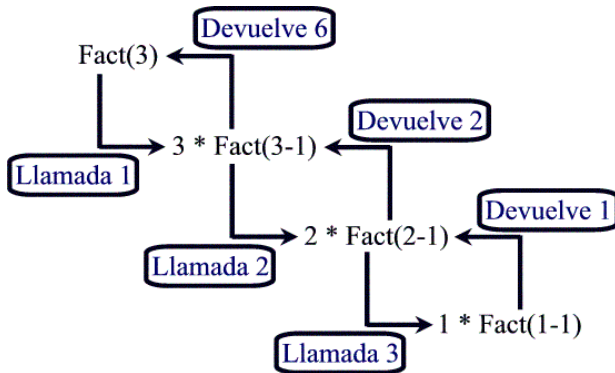 Devuelve 6
Fact(3)
Devuelve 2
Llamada 1
3 * Fact(3-1)
Devuelve 1
Llamada 2
2 * Fact(2-1)
Llamada 3
1 * Fact(1-1)